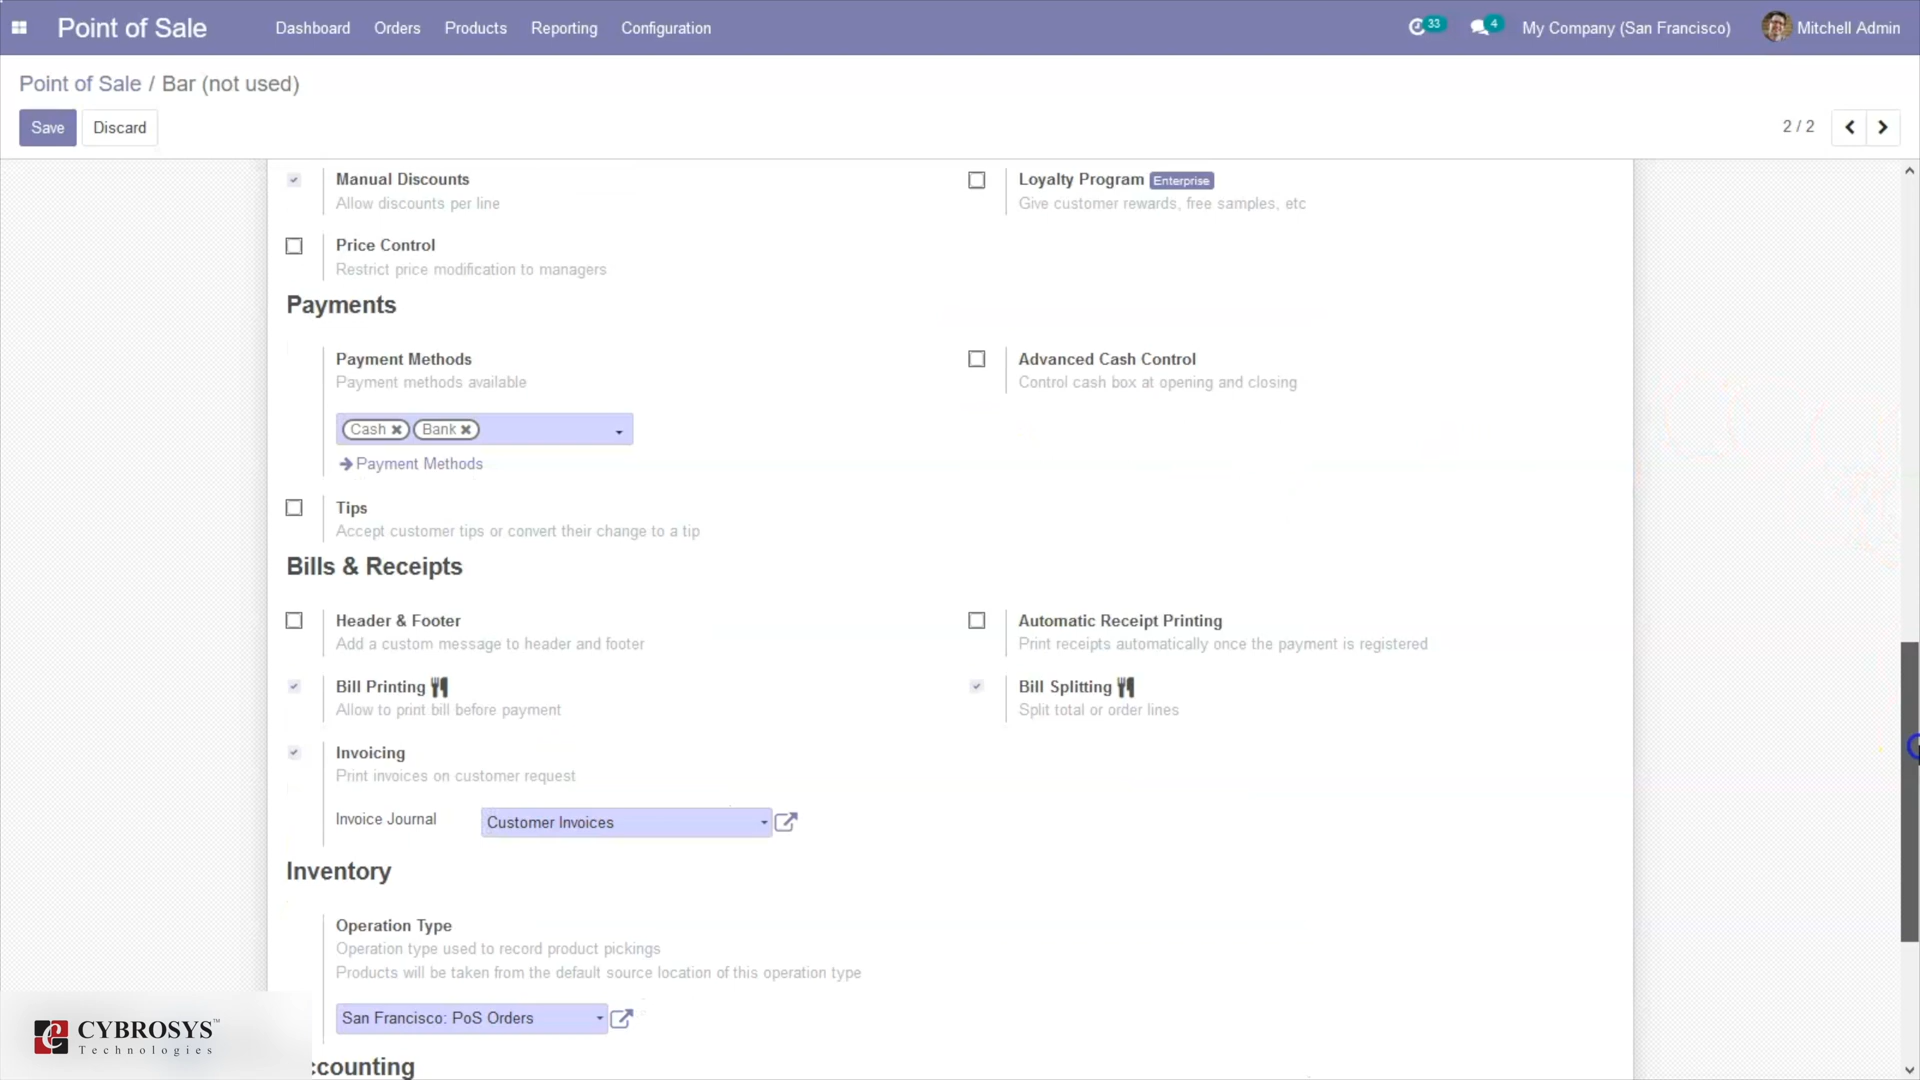 Point of Sale Dashboard Orders Products Reporting Configuration 33 4 My Company (San Francisco) Mitchell Admin
Point of Sale / Bar (not used)
Save Discard 2 / 2
Manual Discounts
Allow discounts per line
Loyalty Program Enterprise
Give customer rewards, free samples, etc
Price Control
Restrict price modification to managers
Payments
Payment Methods
Payment methods available
Cash Bank
Payment Methods
Advanced Cash Control
Control cash box at opening and closing
Tips
Accept customer tips or convert their change to a tip
Bills & Receipts
Header & Footer
Add a custom message to header and footer
Automatic Receipt Printing
Print receipts automatically once the payment is registered
Bill Printing
Allow to print bill before payment
Bill Splitting
Split total or order lines
Invoicing
Print invoices on customer request
Invoice Journal Customer Invoices
Inventory
Operation Type
Operation type used to record product pickings
Products will be taken from the default source location of this operation type
San Francisco: PoS Orders
ccounting
CYBROSYS™
Technologies